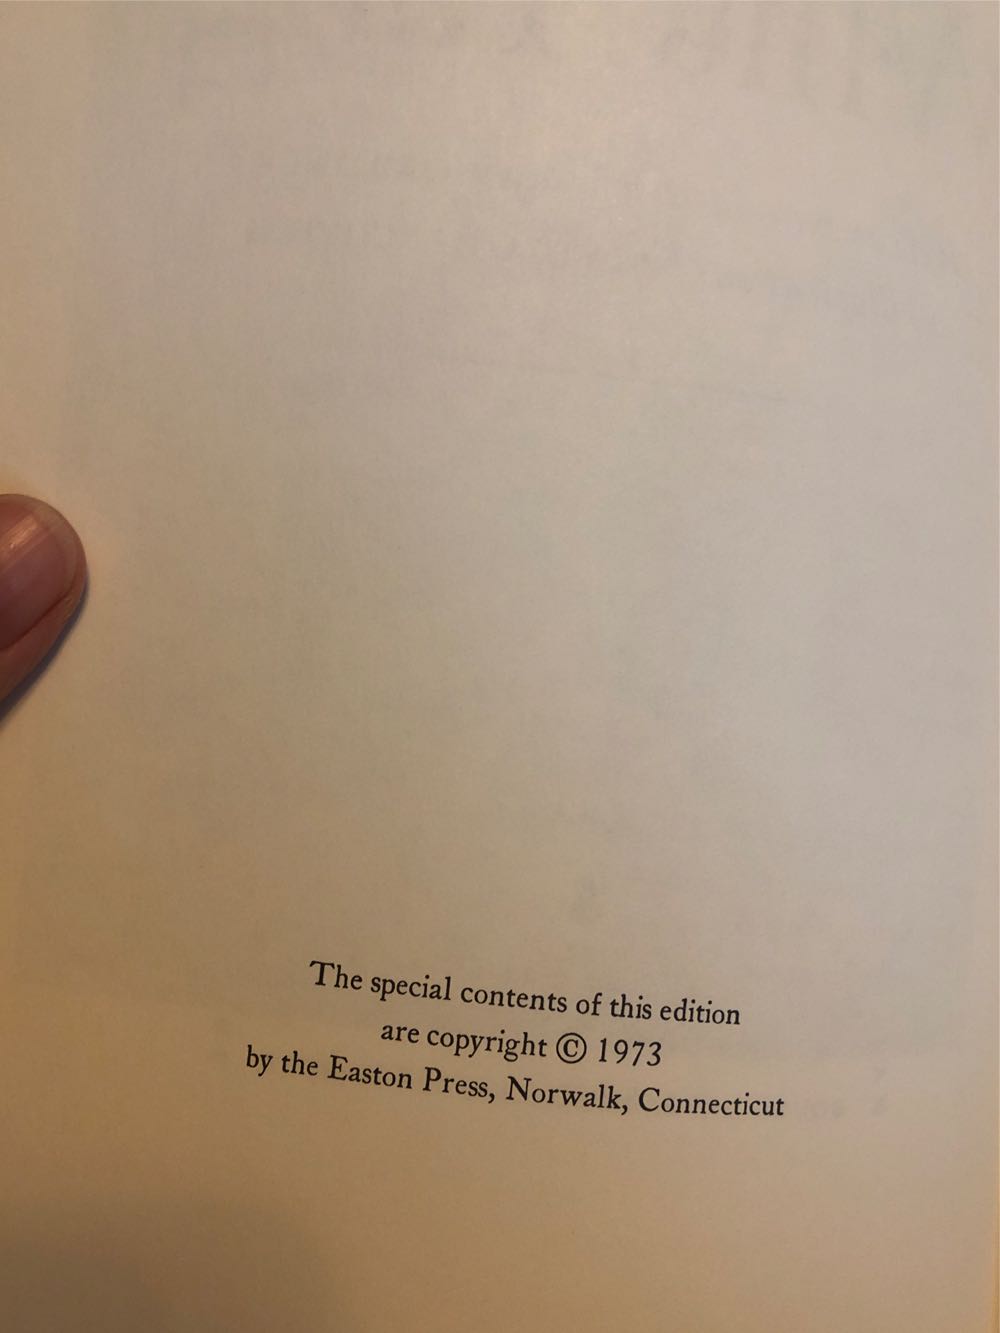 The special contents of this edition
are copyright © 1973
by the Easton Press, Norwalk, Connecticut